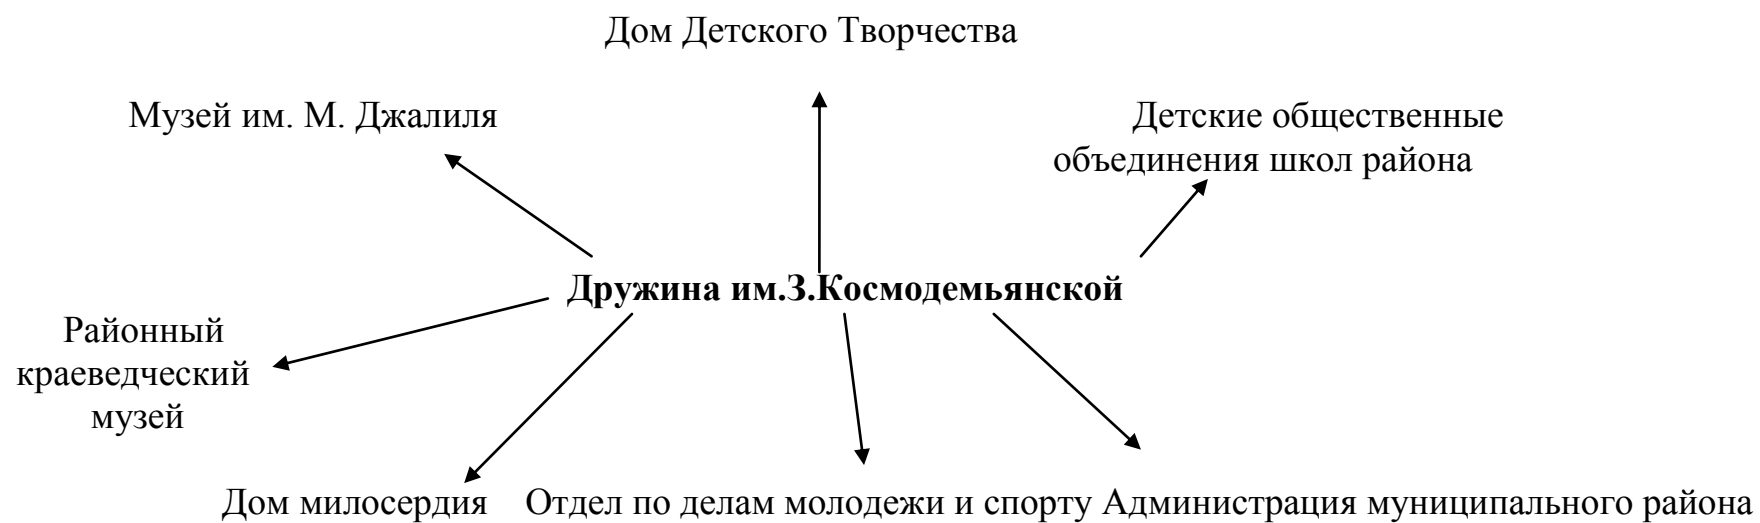 Дом Детского Творчества
Музей им. М. Джалиля
Детские общественные
объединения школ района
Дружина им.З.Космодемьянской
Районный
краеведческий
музей
Дом милосердия Отдел по делам молодежи и спорту Администрация муниципального района